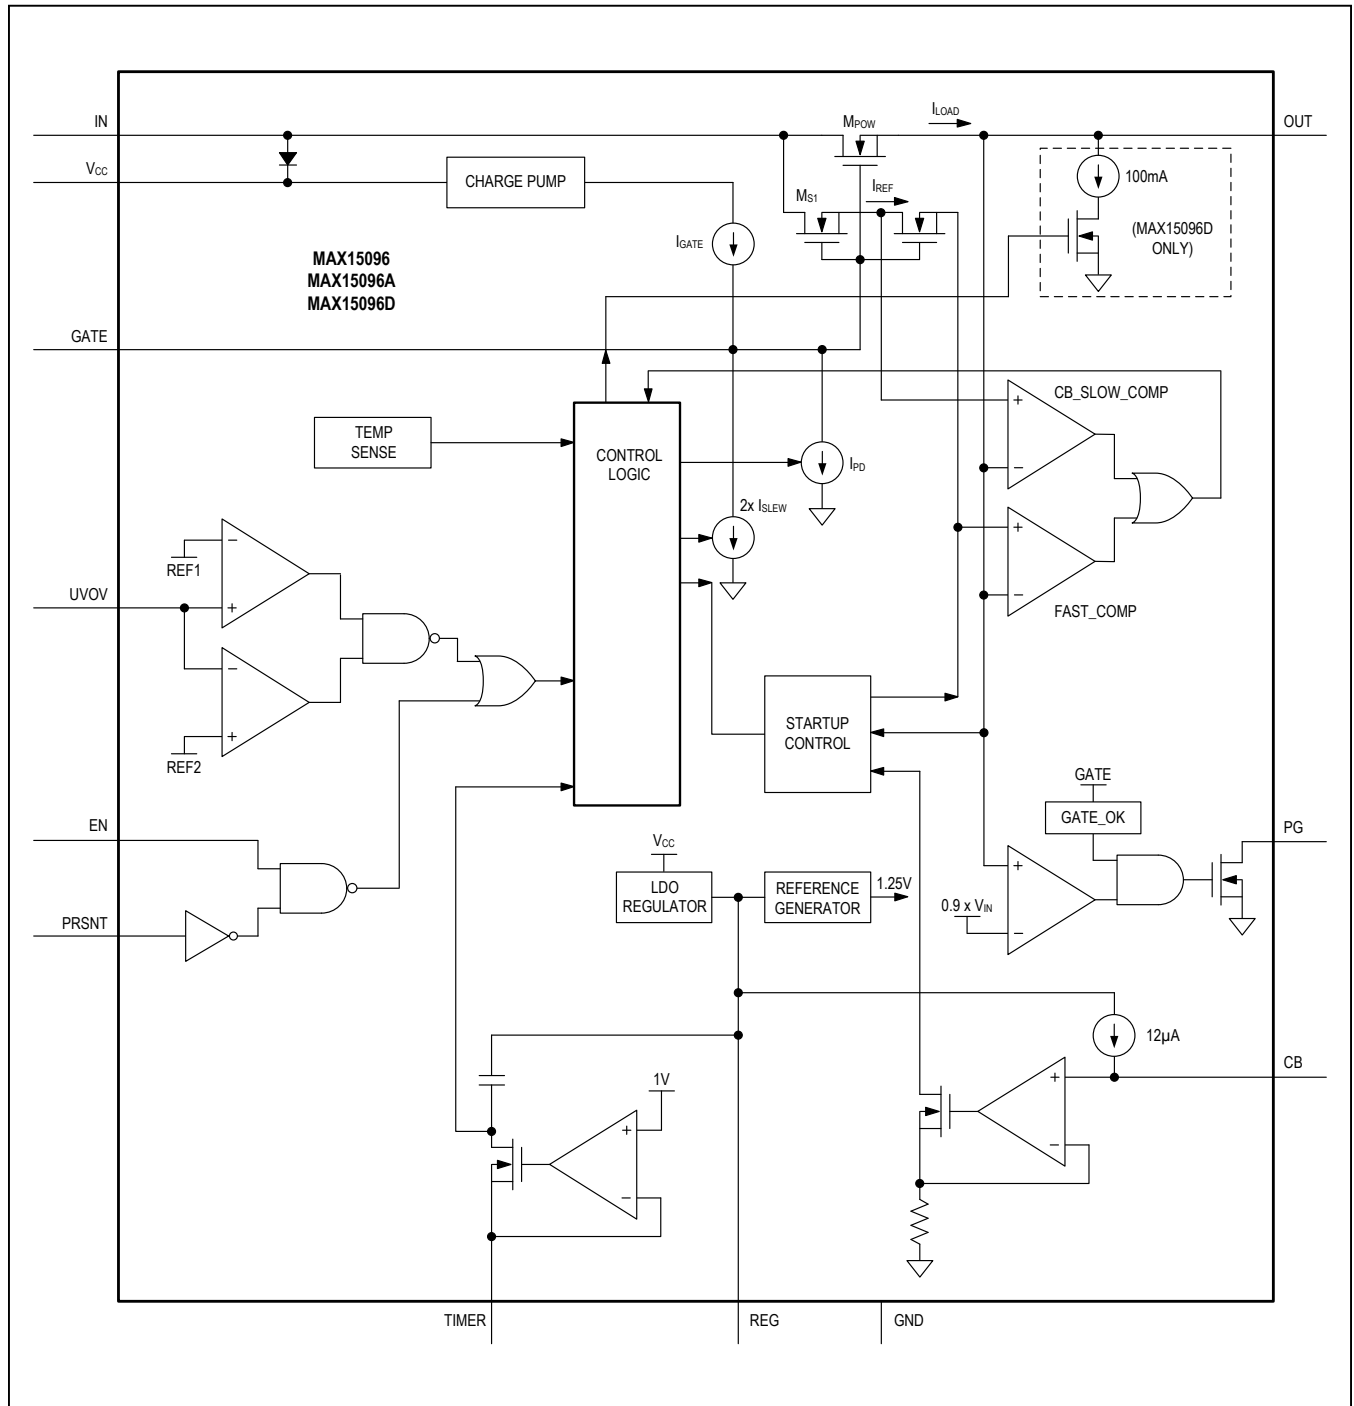 IN
VCC
GATE
UVOV
EN
PRSNT
OUT
PG
CB
TIMER
REG
GND
MAX15096
MAX15096A
MAX15096D
CHARGE PUMP
IGATE
MPOW
ILOAD
MS1
IREF
100mA
(MAX15096D
ONLY)
TEMP
SENSE
CONTROL
LOGIC
IPD
2x ISLEW
+
CB_SLOW_COMP
−
+
−
FAST_COMP
−
REF1
+
−
+
REF2
STARTUP
CONTROL
GATE
GATE_OK
VCC
LDO
REGULATOR
REFERENCE
GENERATOR
1.25V
+
0.9 x VIN
−
12µA
1V
+
−
+
−